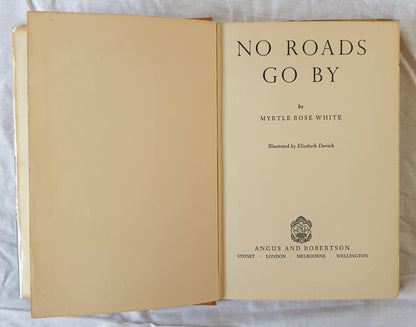 NO ROADS
GO BY
by
MYRTLE ROSE WHITE
Illustrated by Elizabeth Durack
ANGUS AND ROBERTSON
SYDNEY · LONDON · MELBOURNE · WELLINGTON